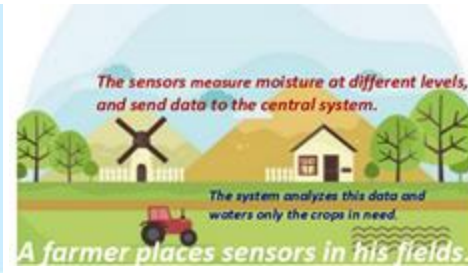 The sensors measure moisture at different levels,
and send data to the central system.
The system analyzes this data and
waters only the crops in need.
A farmer places sensors in his fields.